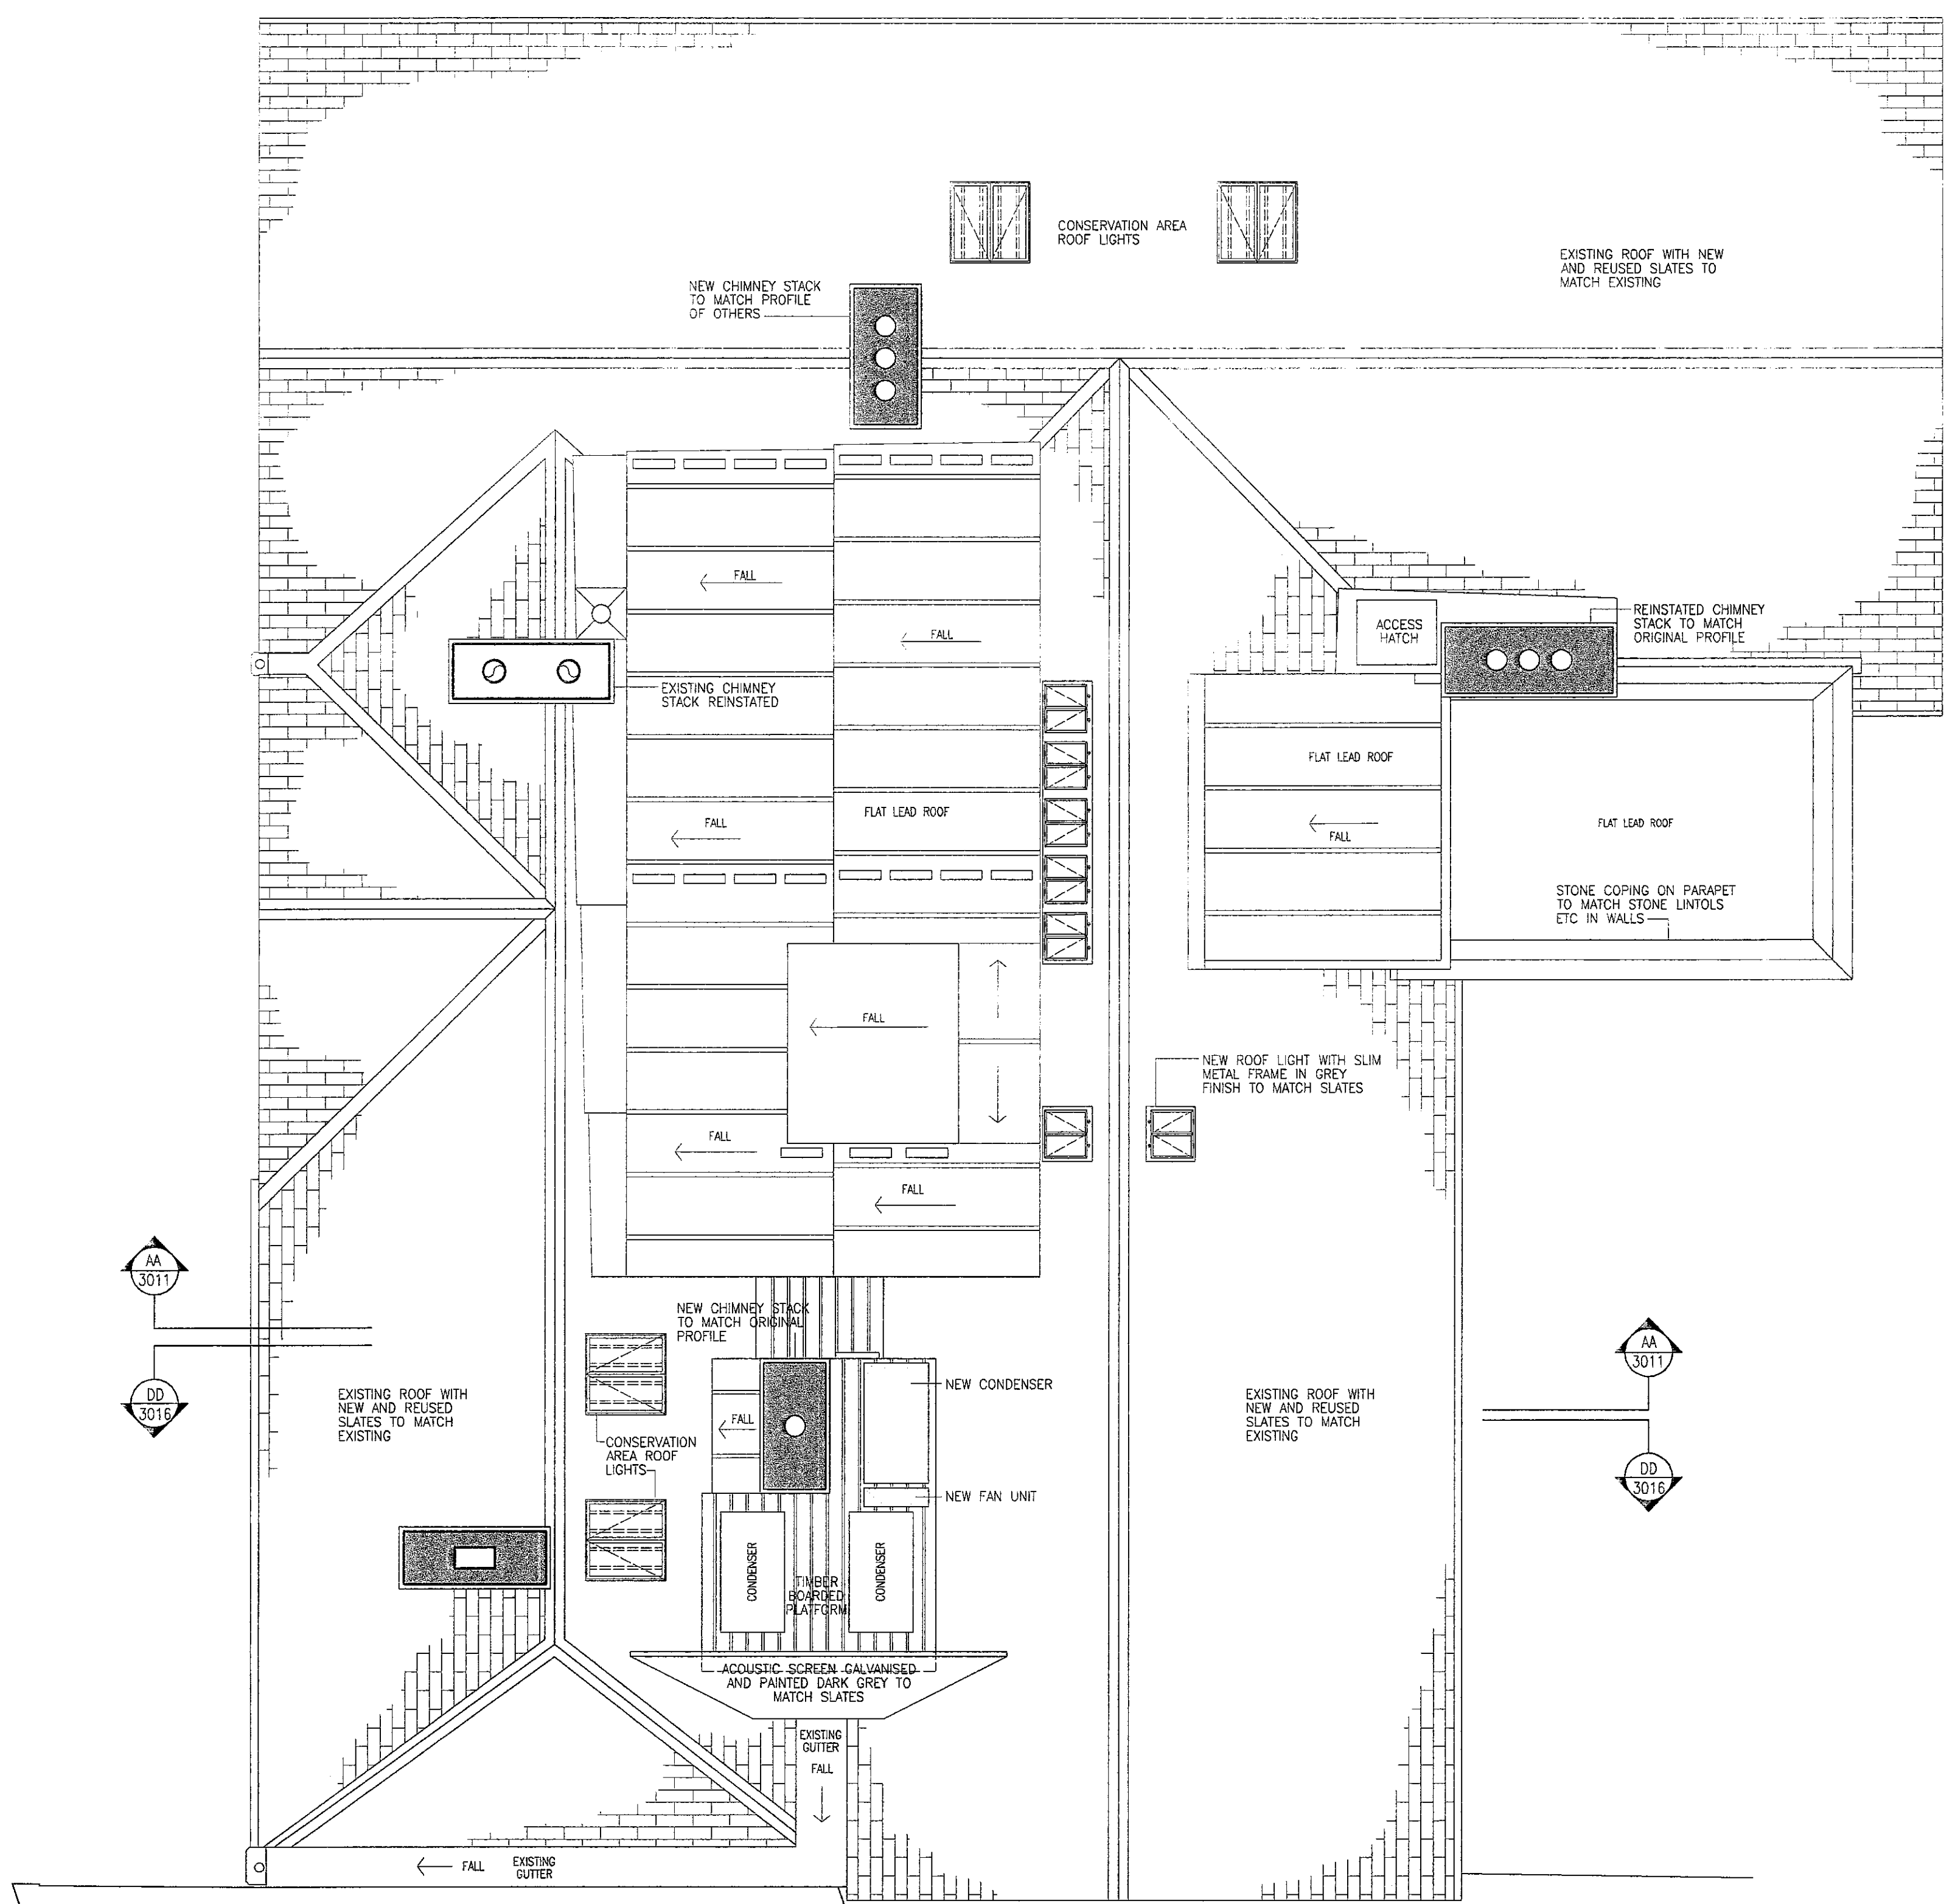 CONSERVATION AREA
ROOF LIGHTS
EXISTING ROOF WITH NEW
AND REUSED SLATES TO
MATCH EXISTING
NEW CHIMNEY STACK
TO MATCH PROFILE
OF OTHERS
FALL
FALL
ACCESS
HATCH
REINSTATED CHIMNEY
STACK TO MATCH
ORIGINAL PROFILE
EXISTING CHIMNEY
STACK REINSTATED
FLAT LEAD ROOF
FALL
FLAT LEAD ROOF
FALL
FLAT LEAD ROOF
STONE COPING ON PARAPET
TO MATCH STONE LINTOLS
ETC IN WALLS
FALL
NEW ROOF LIGHT WITH SLIM
METAL FRAME IN GREY
FINISH TO MATCH SLATES
FALL
FALL
AA
3011
DD
3016
NEW CHIMNEY STACK
TO MATCH ORIGINAL
PROFILE
AA
3011
DD
3016
EXISTING ROOF WITH
NEW AND REUSED
SLATES TO MATCH
EXISTING
FALL
NEW CONDENSER
EXISTING ROOF WITH
NEW AND REUSED
SLATES TO MATCH
EXISTING
CONSERVATION
AREA ROOF
LIGHTS
NEW FAN UNIT
CONDENSER
TIMBER
BOARDED
PLATFORM
CONDENSER
ACOUSTIC SCREEN GALVANISED
AND PAINTED DARK GREY TO
MATCH SLATES
EXISTING
GUTTER
FALL
FALL
EXISTING
GUTTER